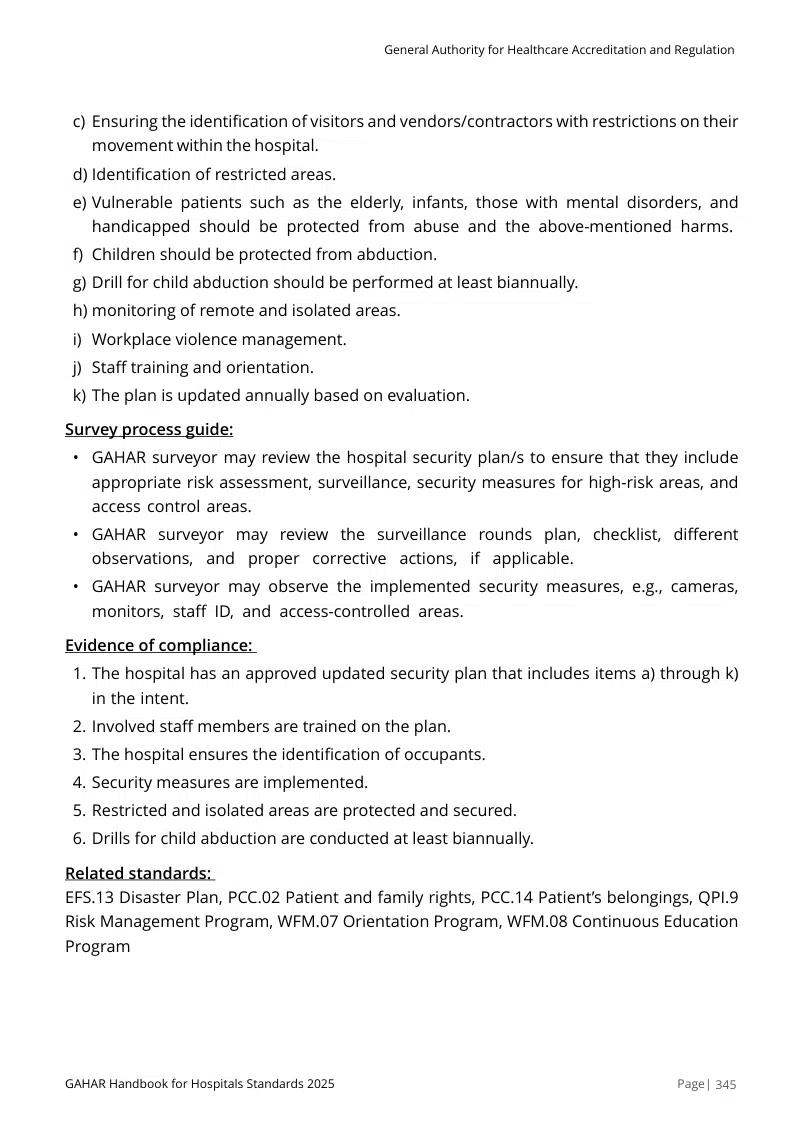 General Authority for Healthcare Accreditation and Regulation
c) Ensuring the identification of visitors and vendors/contractors with restrictions on their
movement within the hospital.
d) Identification of restricted areas.
e) Vulnerable patients such as the elderly, infants, those with mental disorders, and
handicapped should be protected from abuse and the above-mentioned harms.
f) Children should be protected from abduction.
g) Drill for child abduction should be performed at least biannually.
h) monitoring of remote and isolated areas.
i) Workplace violence management.
j) Staff training and orientation.
k) The plan is updated annually based on evaluation.
Survey process guide:
• GAHAR surveyor may review the hospital security plan/s to ensure that they include
appropriate risk assessment, surveillance, security measures for high-risk areas, and
access control areas.
• GAHAR surveyor may review the surveillance rounds plan, checklist, different
observations, and proper corrective actions, if applicable.
• GAHAR surveyor may observe the implemented security measures, e.g., cameras,
monitors, staff ID, and access-controlled areas.
Evidence of compliance:
1. The hospital has an approved updated security plan that includes items a) through k)
in the intent.
2. Involved staff members are trained on the plan.
3. The hospital ensures the identification of occupants.
4. Security measures are implemented.
5. Restricted and isolated areas are protected and secured.
6. Drills for child abduction are conducted at least biannually.
Related standards:
EFS.13 Disaster Plan, PCC.02 Patient and family rights, PCC.14 Patient’s belongings, QPI.9
Risk Management Program, WFM.07 Orientation Program, WFM.08 Continuous Education
Program
GAHAR Handbook for Hospitals Standards 2025
Page| 345